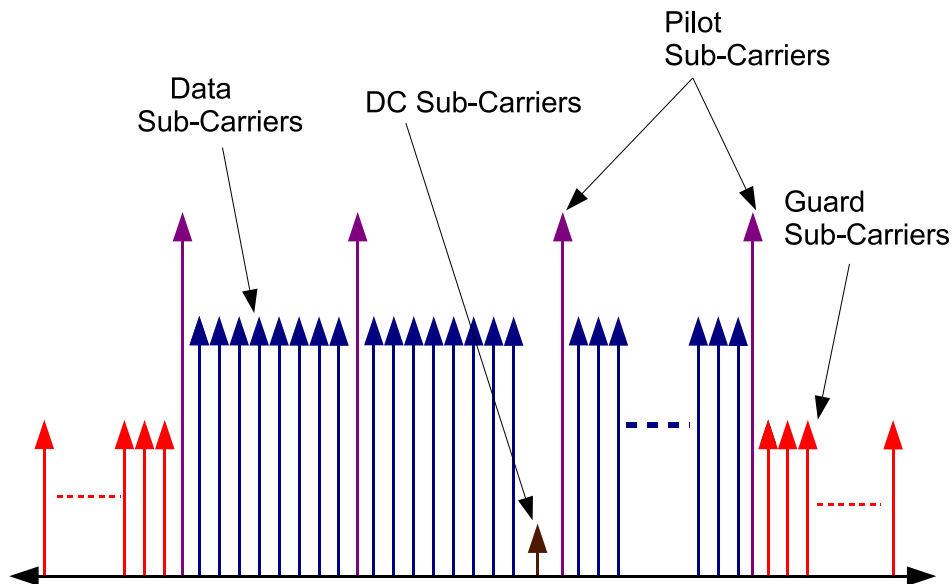 Pilot
Sub-Carriers
Data
Sub-Carriers
DC Sub-Carriers
Guard
Sub-Carriers